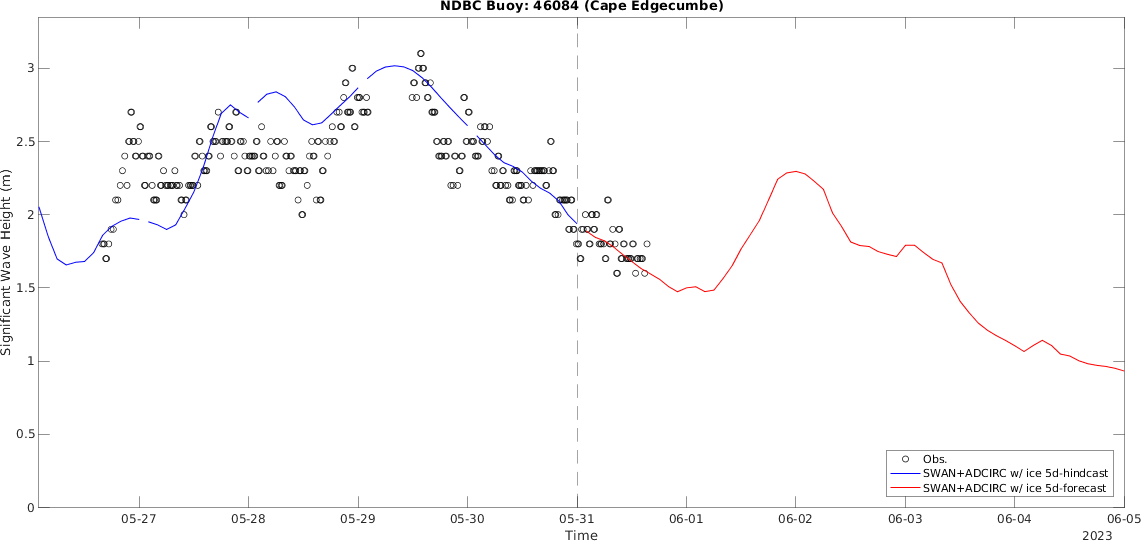 NDBC Buoy: 46084 (Cape Edgecumbe)
Significant Wave Height (m)
3
2.5
2
1.5
1
0.5
0
Obs.
SWAN+ADCIRC w/ ice 5d-hindcast
SWAN+ADCIRC w/ ice 5d-forecast
05-27 05-28 05-29 05-30 05-31 06-01 06-02 06-03 06-04 06-05
Time
2023